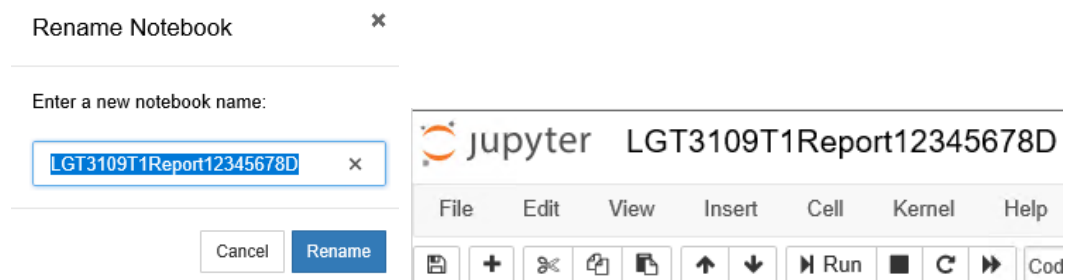 Rename Notebook
Enter a new notebook name:
LGT3109T1Report12345678D
Cancel Rename
jupyter LGT3109T1Report12345678D
File Edit View Insert Cell Kernel Help
Run Cod